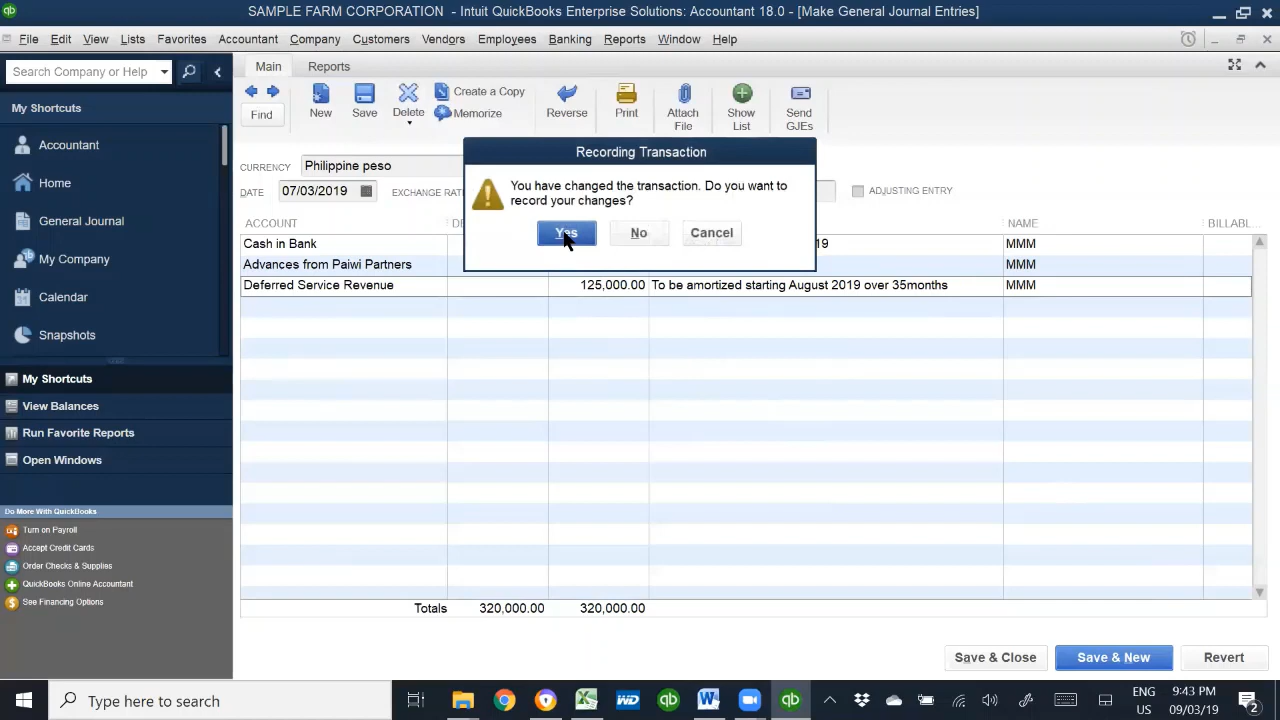 SAMPLE FARM CORPORATION - Intuit QuickBooks Enterprise Solutions: Accountant 18.0 - [Make General Journal Entries]
File Edit View Lists Favorites Accountant Company Customers Vendors Employees Banking Reports Window Help
Search Company or Help
My Shortcuts
Accountant
Home
General Journal
My Company
Calendar
Snapshots
My Shortcuts
View Balances
Run Favorite Reports
Open Windows
Do More With QuickBooks
Turn on Payroll
Accept Credit Cards
Order Checks & Supplies
QuickBooks Online Accountant
See Financing Options
Main Reports
Find
New
Save
Delete
Create a Copy
Memorize
Reverse
Print
Attach
File
Show
List
Send
GJEs
CURRENCY Philippine peso
DATE 07/03/2019 EXCHANGE RAT
ADJUSTING ENTRY
Recording Transaction
You have changed the transaction. Do you want to
record your changes?
Yes No Cancel
ACCOUNT DE NAME BILLABL...
Cash in Bank 19 MMM
Advances from Paiwi Partners MMM
Deferred Service Revenue 125,000.00 To be amortized starting August 2019 over 35months MMM
Totals 320,000.00 320,000.00
Save & Close Save & New Revert
Type here to search
ENG
US
9:43 PM
09/03/19
2